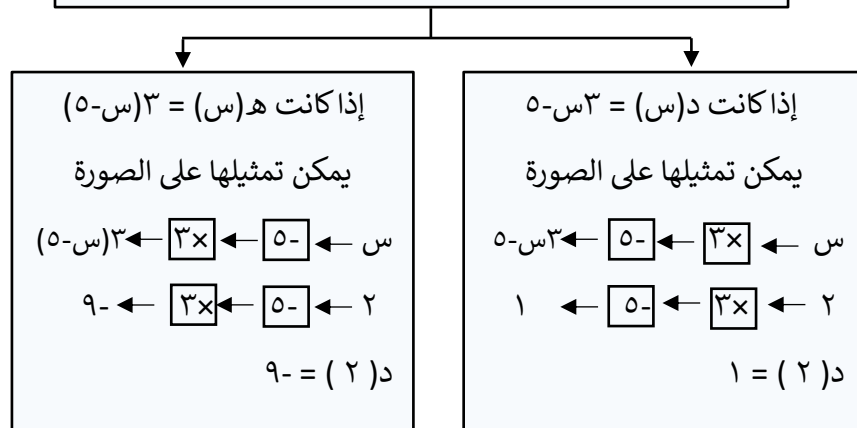 إذا كانت د(س) = ٣س-٥
يمكن تمثيلها على الصورة
س ← ×٣ ← -٥ ← ٣س-٥
٢ ← ×٣ ← -٥ ← ١
د( ٢ ) = ١
إذا كانت هـ(س) = ٣(س-٥)
يمكن تمثيلها على الصورة
س ← -٥ ← ×٣ ← ٣(س-٥)
٢ ← -٥ ← ×٣ ← -٩
د( ٢ ) = -٩